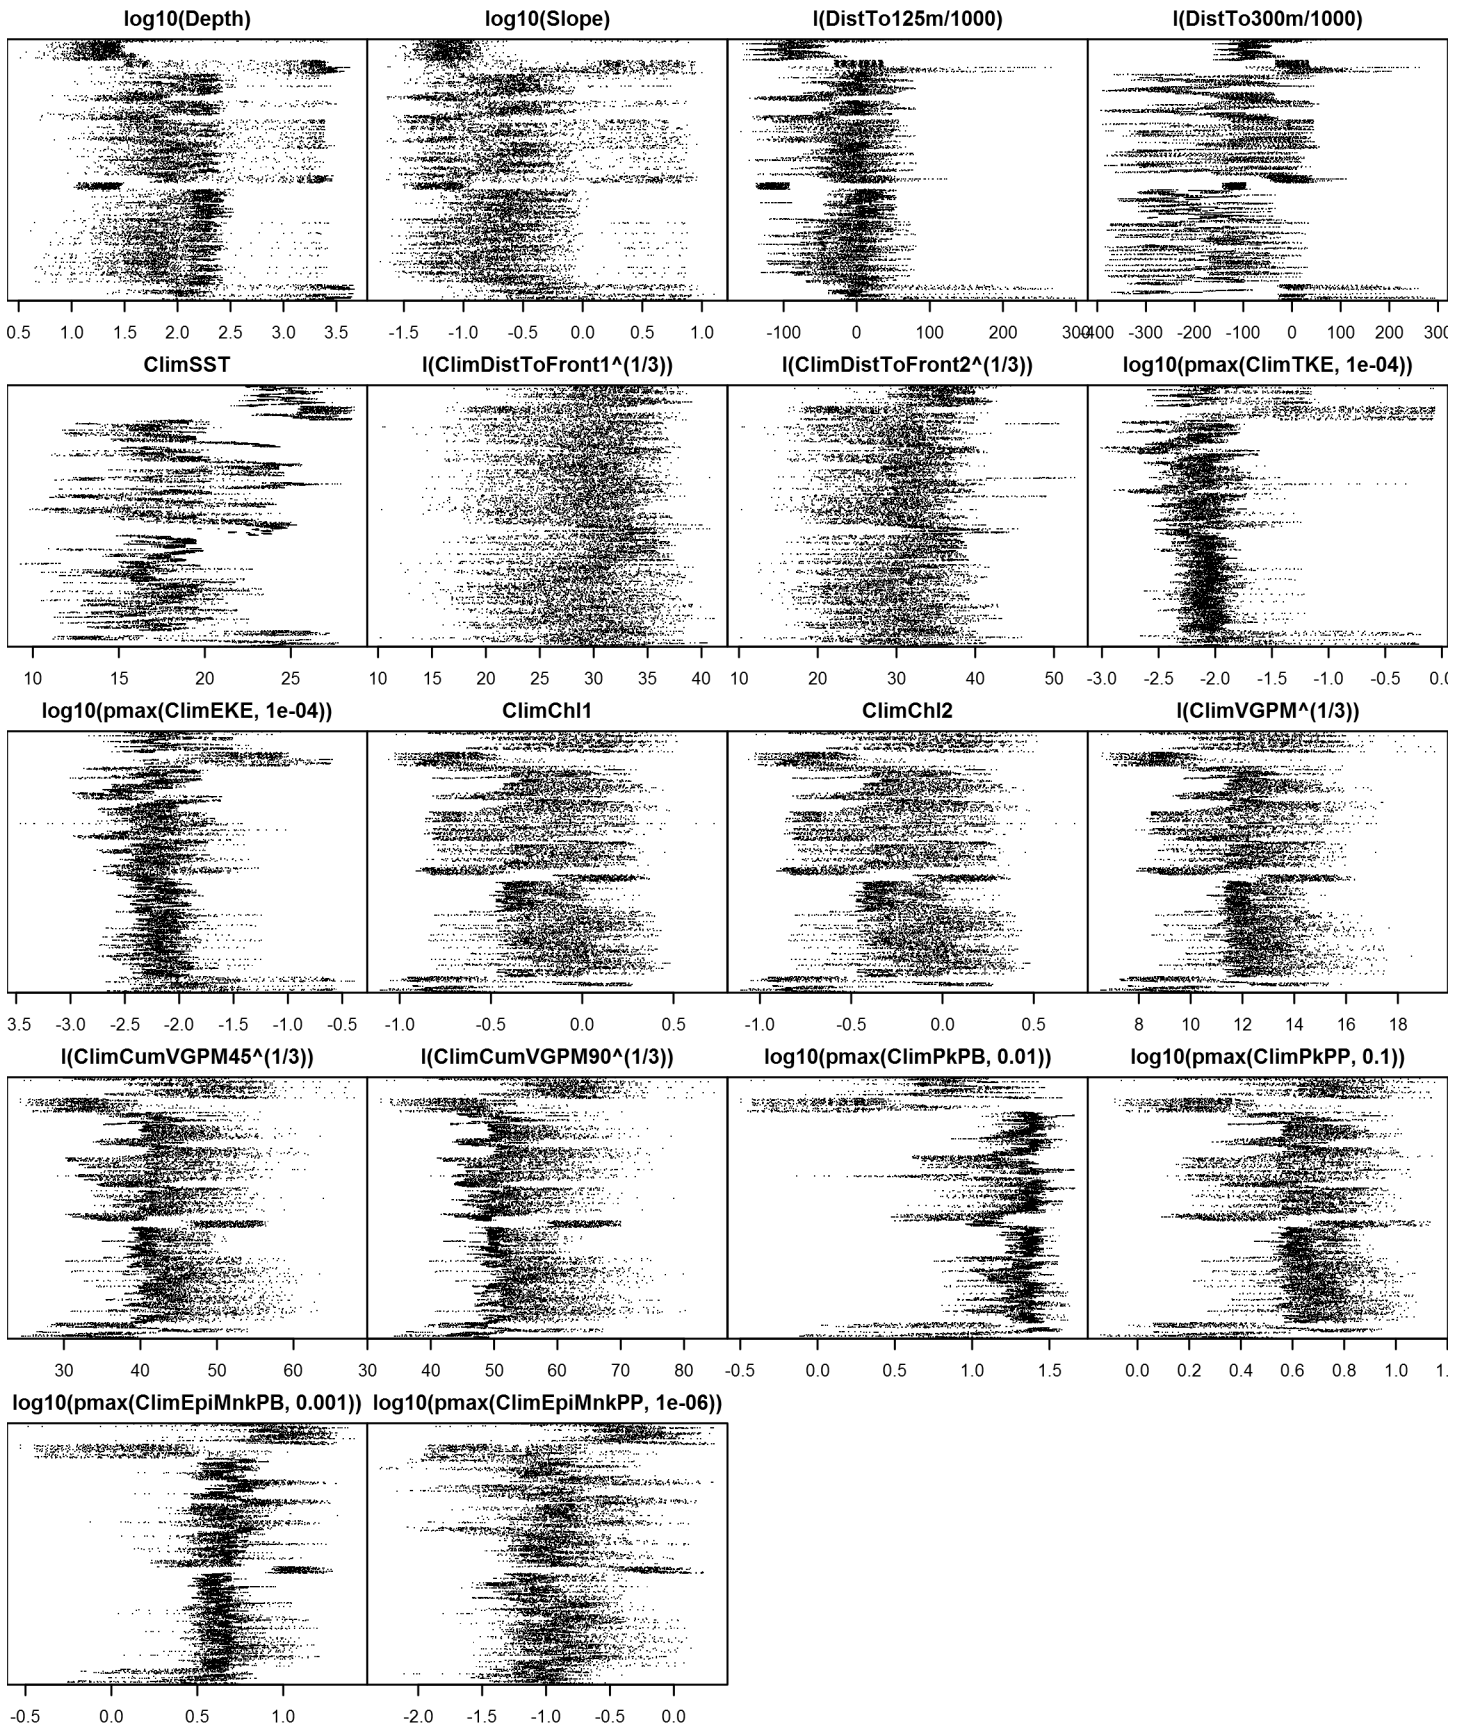 log10(Depth) log10(Slope) I(DistTo125m/1000) I(DistTo300m/1000)
0.5 1.0 1.5 2.0 2.5 3.0 3.5 -1.5 -1.0 -0.5 0.0 0.5 1.0 -100 0 100 200 300 -400 -300 -200 -100 0 100 200 300
ClimSST I(ClimDistToFront1^(1/3)) I(ClimDistToFront2^(1/3)) log10(pmax(ClimTKE, 1e-04))
10 15 20 25 10 15 20 25 30 35 40 10 20 30 40 50 -3.0 -2.5 -2.0 -1.5 -1.0 -0.5 0.0
log10(pmax(ClimEKE, 1e-04)) ClimChl1 ClimChl2 I(ClimVGPM^(1/3))
3.5 -3.0 -2.5 -2.0 -1.5 -1.0 -0.5 -1.0 -0.5 0.0 0.5 -1.0 -0.5 0.0 0.5 8 10 12 14 16 18
I(ClimCumVGPM45^(1/3)) I(ClimCumVGPM90^(1/3)) log10(pmax(ClimPkPB, 0.01)) log10(pmax(ClimPkPP, 0.1))
30 40 50 60 30 40 50 60 70 80 -0.5 0.0 0.5 1.0 1.5 0.0 0.2 0.4 0.6 0.8 1.0 1.
log10(pmax(ClimEpiMnkPB, 0.001)) log10(pmax(ClimEpiMnkPP, 1e-06))
-0.5 0.0 0.5 1.0 -2.0 -1.5 -1.0 -0.5 0.0